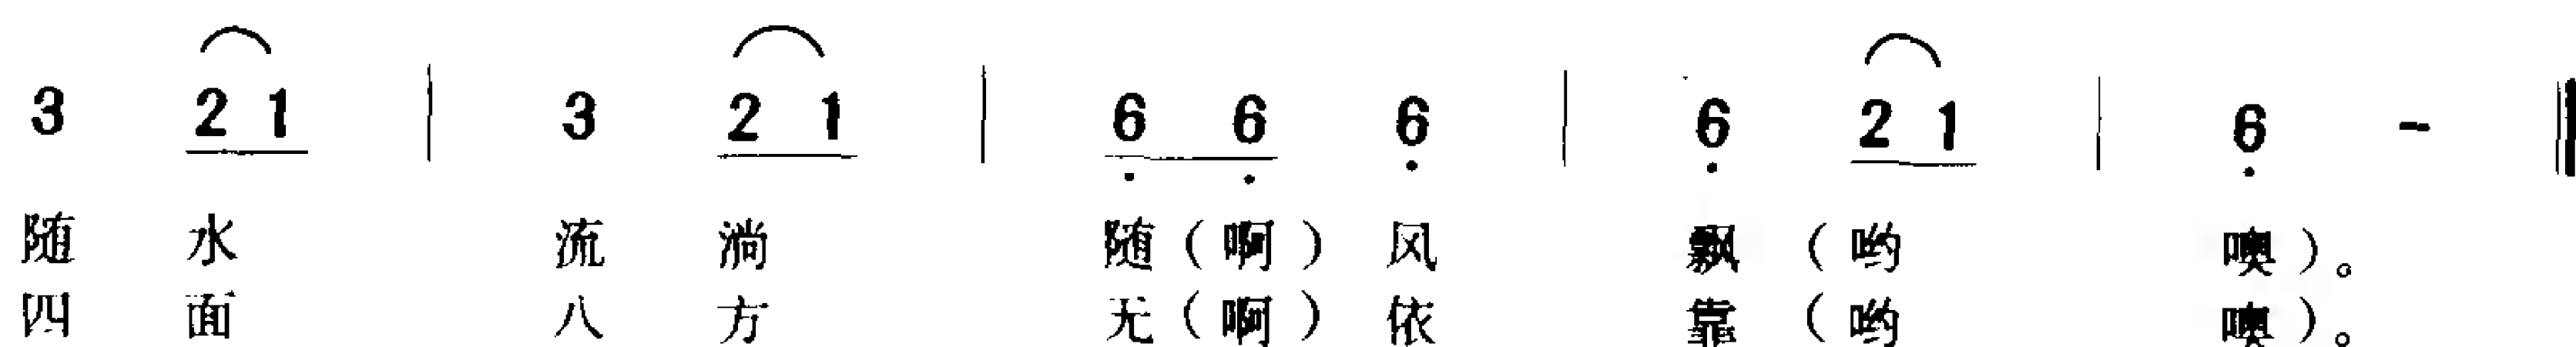 3 2 1 | 3 2 1 | 6 6 6 | 6 2 1 | 6 - ‖
随 水 流 淌 随（啊）风 飘（哟 噢）。
四 面 八 方 无（啊）依 靠（哟 噢）。